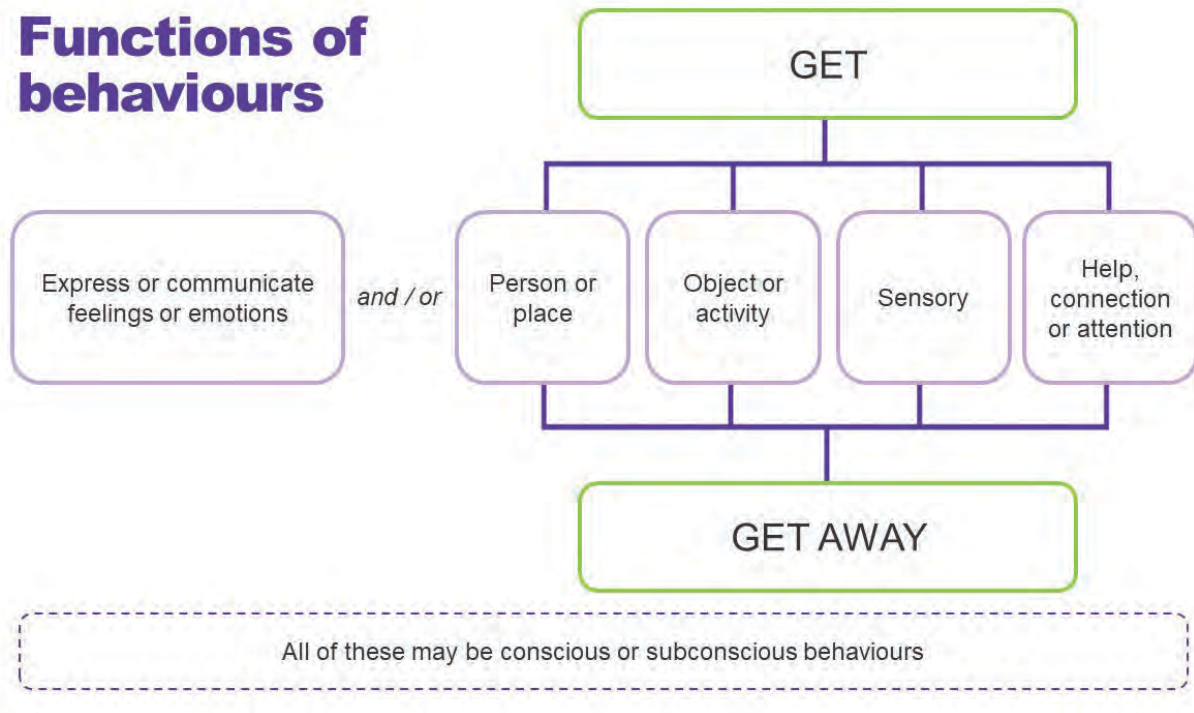 Functions of
behaviours
GET
Express or communicate
feelings or emotions
and / or
Person or
place
Object or
activity
Sensory
Help,
connection
or attention
GET AWAY
All of these may be conscious or subconscious behaviours